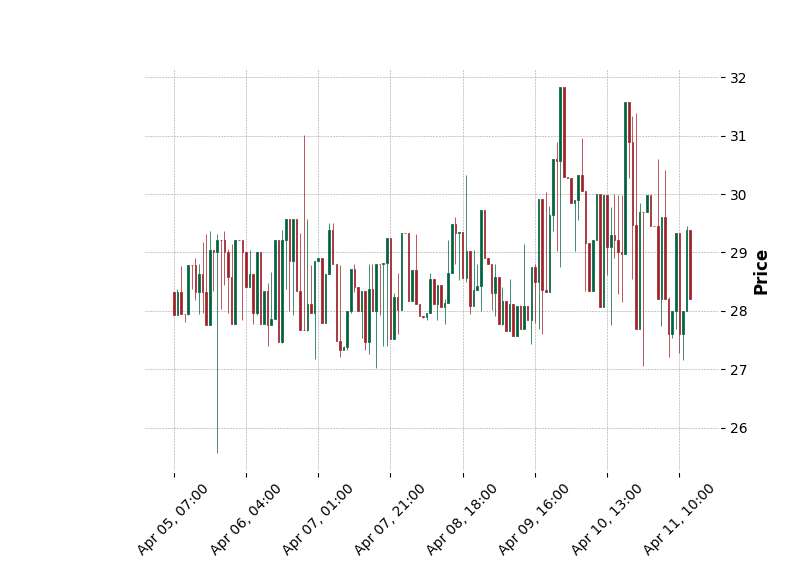 32
31
30
29
28
27
26
Price
Apr 05, 07:00
Apr 06, 04:00
Apr 07, 01:00
Apr 07, 21:00
Apr 08, 18:00
Apr 09, 16:00
Apr 10, 13:00
Apr 11, 10:00